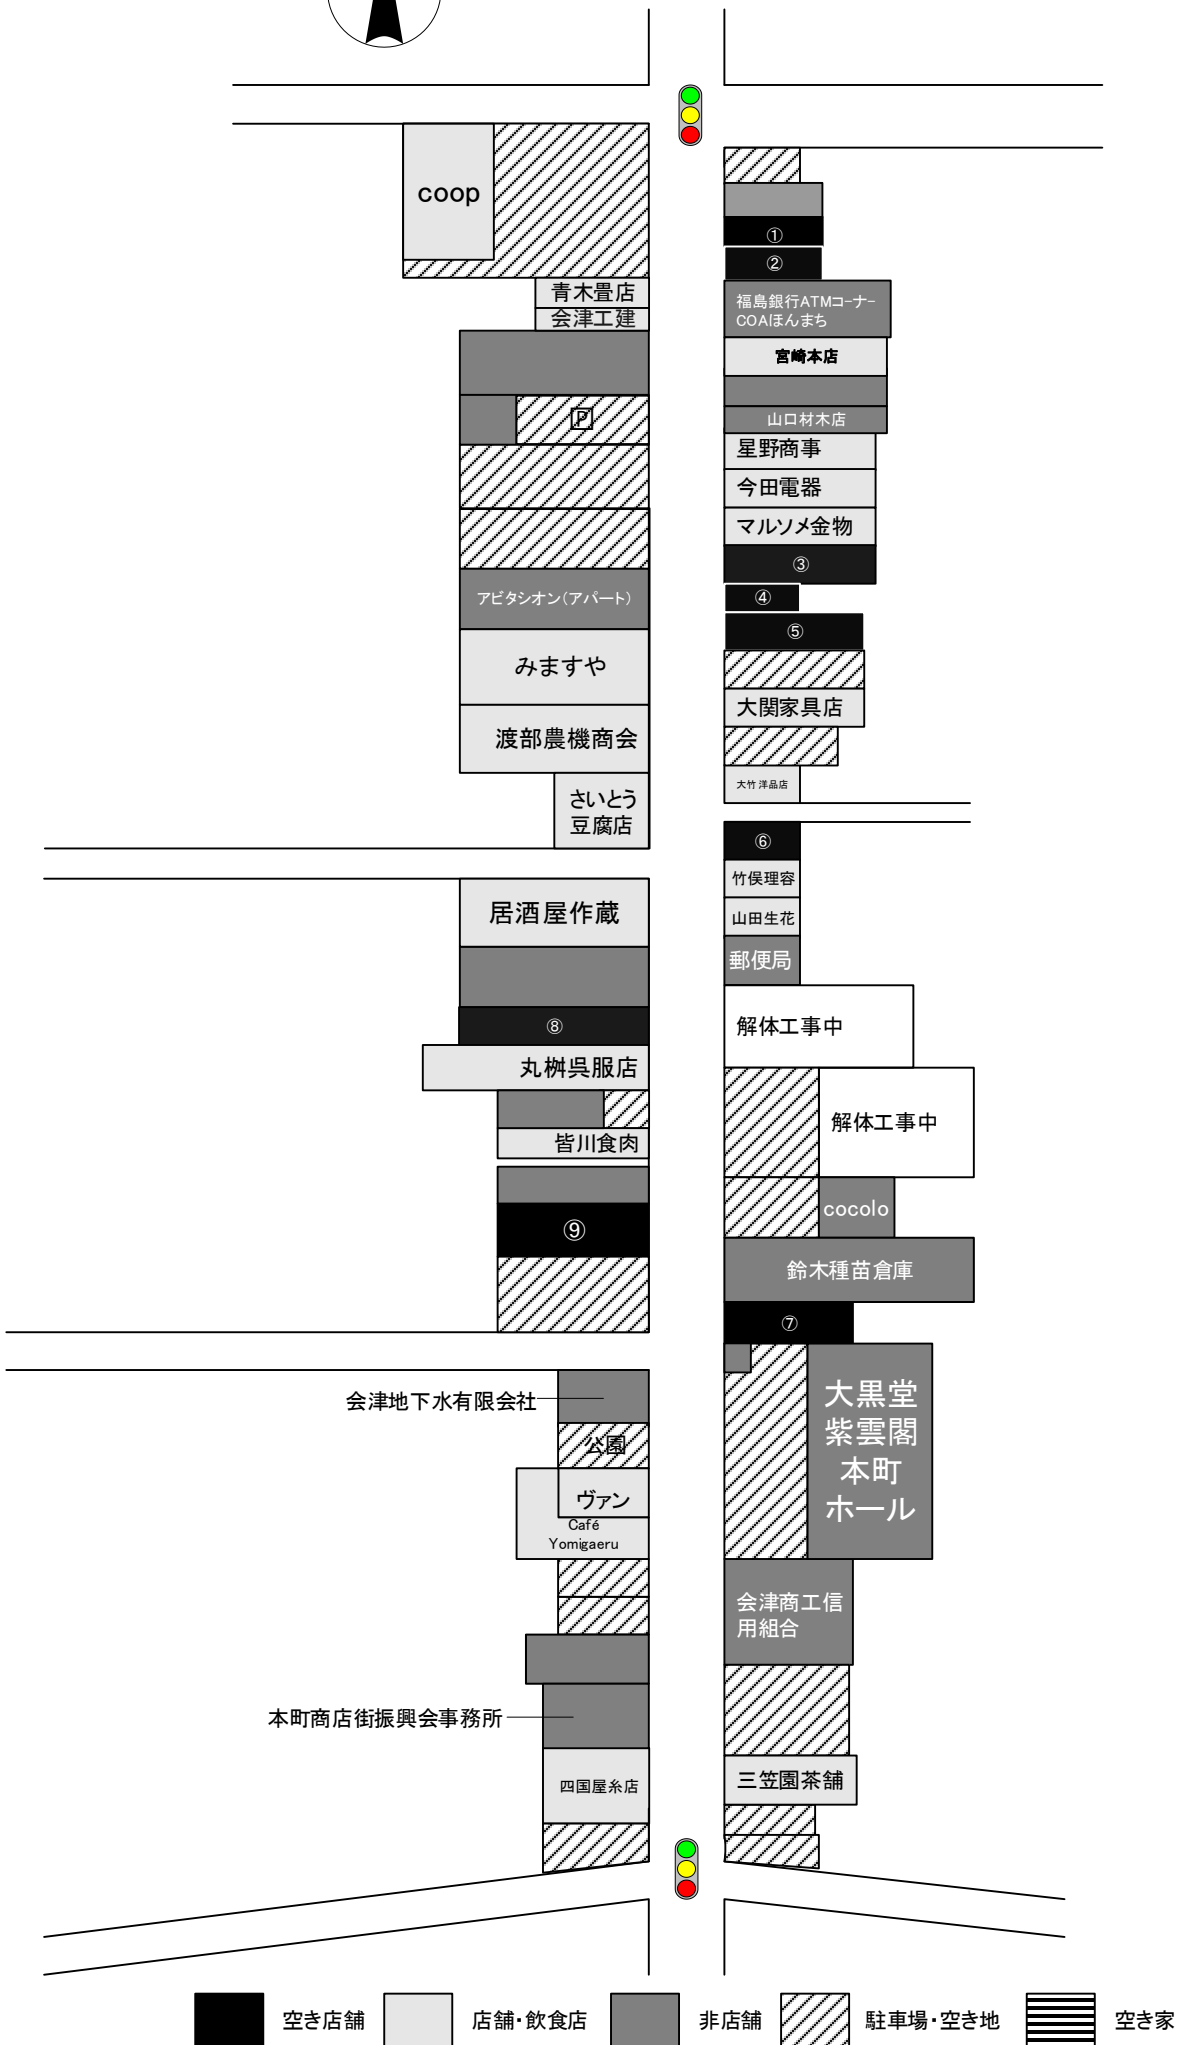 coop
青木畳店
会津工建
P
アビタシオン(アパート)
みますや
渡部農機商会
さいとう
豆腐店
①
②
福島銀行ATMコーナー
COAほんまち
宮崎本店
山口材木店
星野商事
今田電器
マルソメ金物
③
④
⑤
大関家具店
大竹洋品店
居酒屋作蔵
⑧
丸桝呉服店
皆川食肉
⑨
⑥
竹俣理容
山田生花
郵便局
解体工事中
解体工事中
cocolo
鈴木種苗倉庫
⑦
会津地下水有限会社
公園
ヴァン
Café
Yomigaeru
本町商店街振興会事務所
四国屋糸店
大黒堂
紫雲閣
本町
ホール
会津商工信
用組合
三笠園茶舗
空き店舗
店舗・飲食店
非店舗
駐車場・空き地
空き家